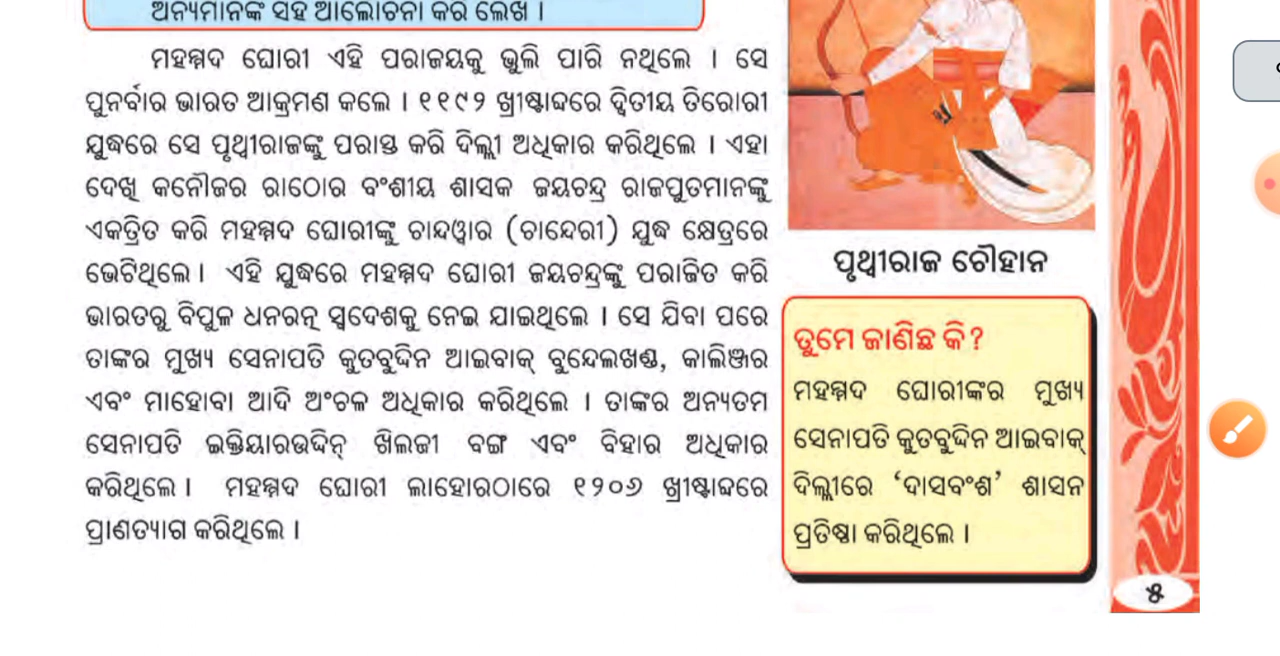 ଅନ୍ୟମାନଙ୍କ ସହ ଆଲୋଚନା କରି ଲେଖ ।
ମହମ୍ମଦ ଘୋରୀ ଏହି ପରାଜୟକୁ ଭୁଲି ପାରି ନଥିଲେ । ସେ
ପୁନର୍ବାର ଭାରତ ଆକ୍ରମଣ କଲେ । ୧୧୯୨ ଖ୍ରୀଷ୍ଟାବ୍ଦରେ ଦ୍ୱିତୀୟ ତିରୋରୀ
ଯୁଦ୍ଧରେ ସେ ପୃଥ୍ୱୀରାଜଙ୍କୁ ପରାସ୍ତ କରି ଦିଲ୍ଲୀ ଅଧିକାର କରିଥିଲେ । ଏହା
ଦେଖି କନୌଜର ରାଠୋର ବଂଶୀୟ ଶାସକ ଜୟଚନ୍ଦ୍ର ରାଜପୁତମାନଙ୍କୁ
ଏକତ୍ରିତ କରି ମହମ୍ମଦ ଘୋରୀଙ୍କୁ ଚାନ୍ଦୱାର (ଚାନ୍ଦେରୀ) ଯୁଦ୍ଧ କ୍ଷେତ୍ରରେ
ଭେଟିଥିଲେ । ଏହି ଯୁଦ୍ଧରେ ମହମ୍ମଦ ଘୋରୀ ଜୟଚନ୍ଦ୍ରଙ୍କୁ ପରାଜିତ କରି
ଭାରତରୁ ବିପୁଳ ଧନରତ୍ନ ସ୍ୱଦେଶକୁ ନେଇ ଯାଇଥିଲେ । ସେ ଯିବା ପରେ
ତାଙ୍କର ମୁଖ୍ୟ ସେନାପତି କୁତବୁଦ୍ଦିନ ଆଇବାକ୍ ବୁନ୍ଦେଲଖଣ୍ଡ, କାଲିଞ୍ଜର
ଏବଂ ମାହୋବା ଆଦି ଅଂଚଳ ଅଧିକାର କରିଥିଲେ । ତାଙ୍କର ଅନ୍ୟତମ
ସେନାପତି ଇକ୍ତିୟାରଉଦ୍ଦିନ୍ ଖିଲଜୀ ବଙ୍ଗ ଏବଂ ବିହାର ଅଧିକାର
କରିଥିଲେ । ମହମ୍ମଦ ଘୋରୀ ଲାହୋରଠାରେ ୧୨୦୬ ଖ୍ରୀଷ୍ଟାବ୍ଦରେ
ପ୍ରାଣତ୍ୟାଗ କରିଥିଲେ ।
ପୃଥ୍ୱୀରାଜ ଚୌହାନ
ତୁମେ ଜାଣିଛ କି ?
ମହମ୍ମଦ ଘୋରୀଙ୍କର ମୁଖ୍ୟ
ସେନାପତି କୁତବୁଦ୍ଦିନ ଆଇବାକ୍
ଦିଲ୍ଲୀରେ ‘ଦାସବଂଶ’ ଶାସନ
ପ୍ରତିଷ୍ଠା କରିଥିଲେ ।
୫